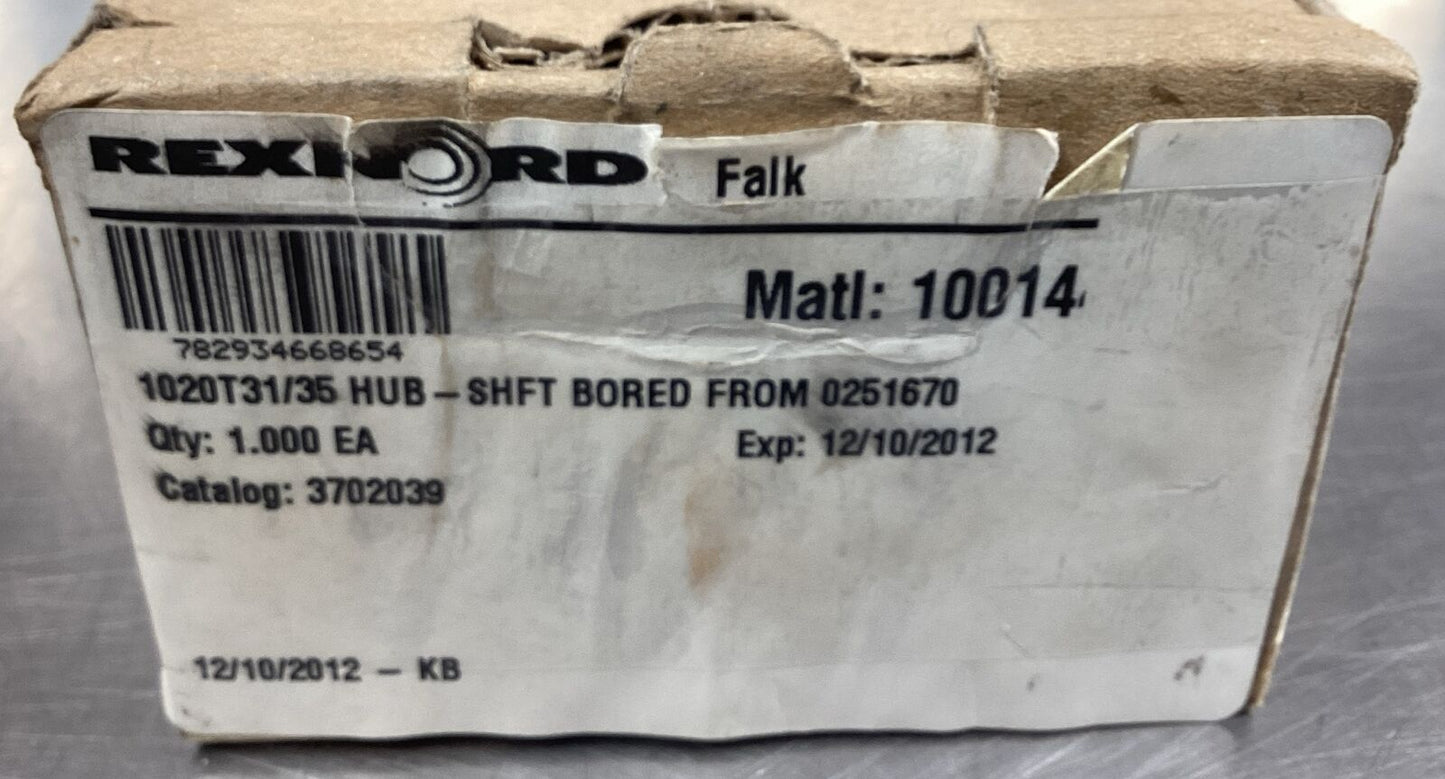 REXNORD Falk
Matl: 10014
782934668654
1020T31/35 HUB-SHFT BORED FROM 0251670
Qty: 1.000 EA Exp: 12/10/2012
Catalog: 3702039
12/10/2012 - KB